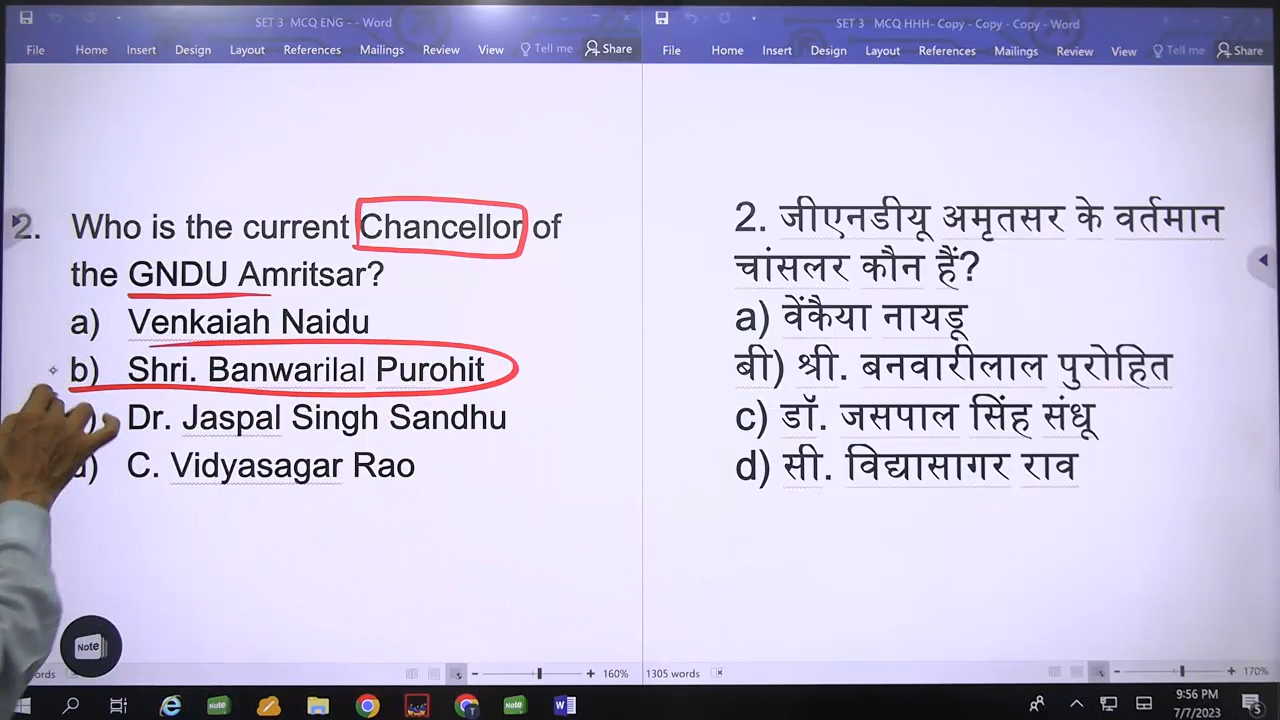 SET 3 MCQ ENG - - Word
File Home Insert Design Layout References Mailings Review View Tell me Share
2. Who is the current Chancellor of
the GNDU Amritsar?
a) Venkaiah Naidu
b) Shri. Banwarilal Purohit
Dr. Jaspal Singh Sandhu
d) C. Vidyasagar Rao
Note
160%
SET 3 MCQ HHH- Copy - Copy - Copy - Word
File Home Insert Design Layout References Mailings Review View Tell me Share
2. जीएनडीयू अमृतसर के वर्तमान
चांसलर कौन हैं?
a) वेंकैया नायडू
बी) श्री. बनवारीलाल पुरोहित
c) डॉ. जसपाल सिंह संधू
d) सी. विद्यासागर राव
1305 words 170%
Note Note
9:56 PM
7/7/2023